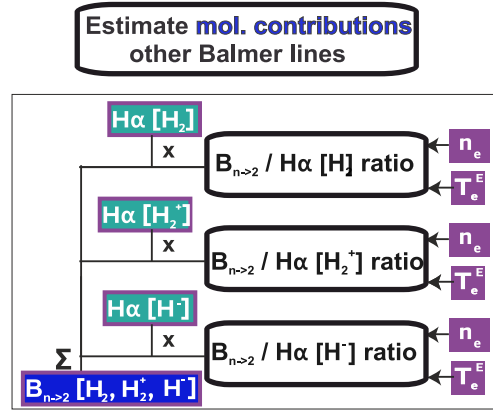 Estimate mol. contributions
other Balmer lines
Hα [H₂]
x
Bₙ₋>₂ / Hα [H₂] ratio
nₑ
Tₑᴱ
Hα [H₂⁺]
x
Bₙ₋>₂ / Hα [H₂⁺] ratio
nₑ
Tₑᴱ
Hα [H⁻]
x
Bₙ₋>₂ / Hα [H⁻] ratio
nₑ
Tₑᴱ
Σ
Bₙ₋>₂ [H₂, H₂⁺, H⁻]